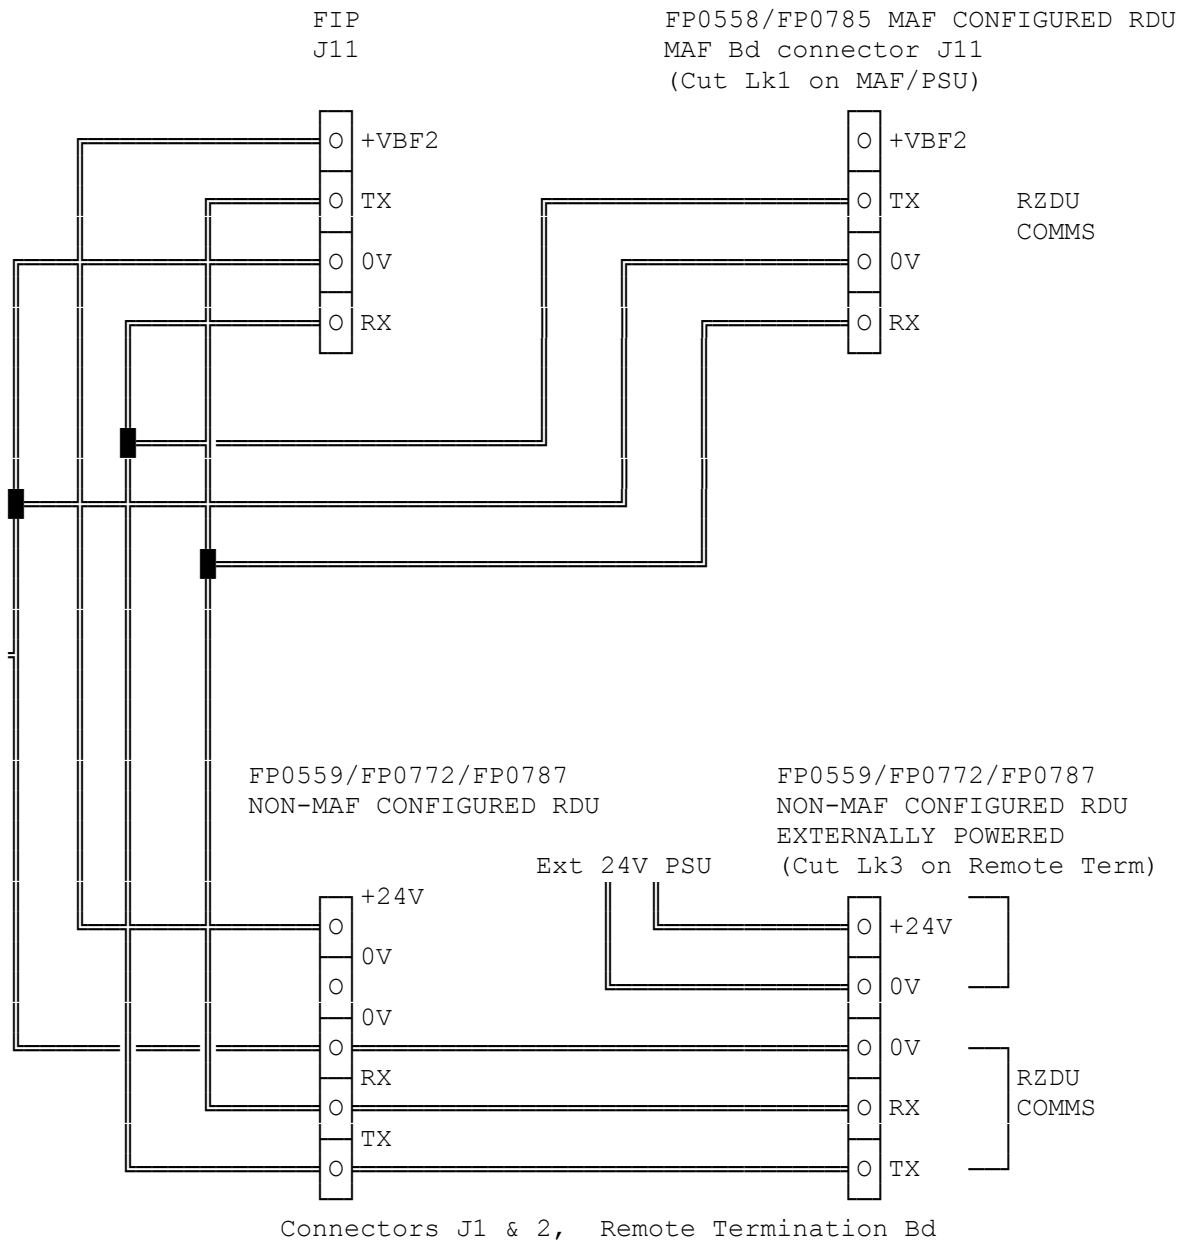 FIP
J11
FP0558/FP0785 MAF CONFIGURED RDU
MAF Bd connector J11
(Cut Lk1 on MAF/PSU)
O +VBF2
O TX
O 0V
O RX
O +VBF2
O TX
O 0V
O RX
RZDU
COMMS
FP0559/FP0772/FP0787
NON-MAF CONFIGURED RDU
FP0559/FP0772/FP0787
NON-MAF CONFIGURED RDU
EXTERNALLY POWERED
(Cut Lk3 on Remote Term)
Ext 24V PSU
+24V
O
0V
O
0V
O
RX
O
TX
O
O +24V
O 0V
O 0V
O RX
O TX
RZDU
COMMS
Connectors J1 & 2, Remote Termination Bd